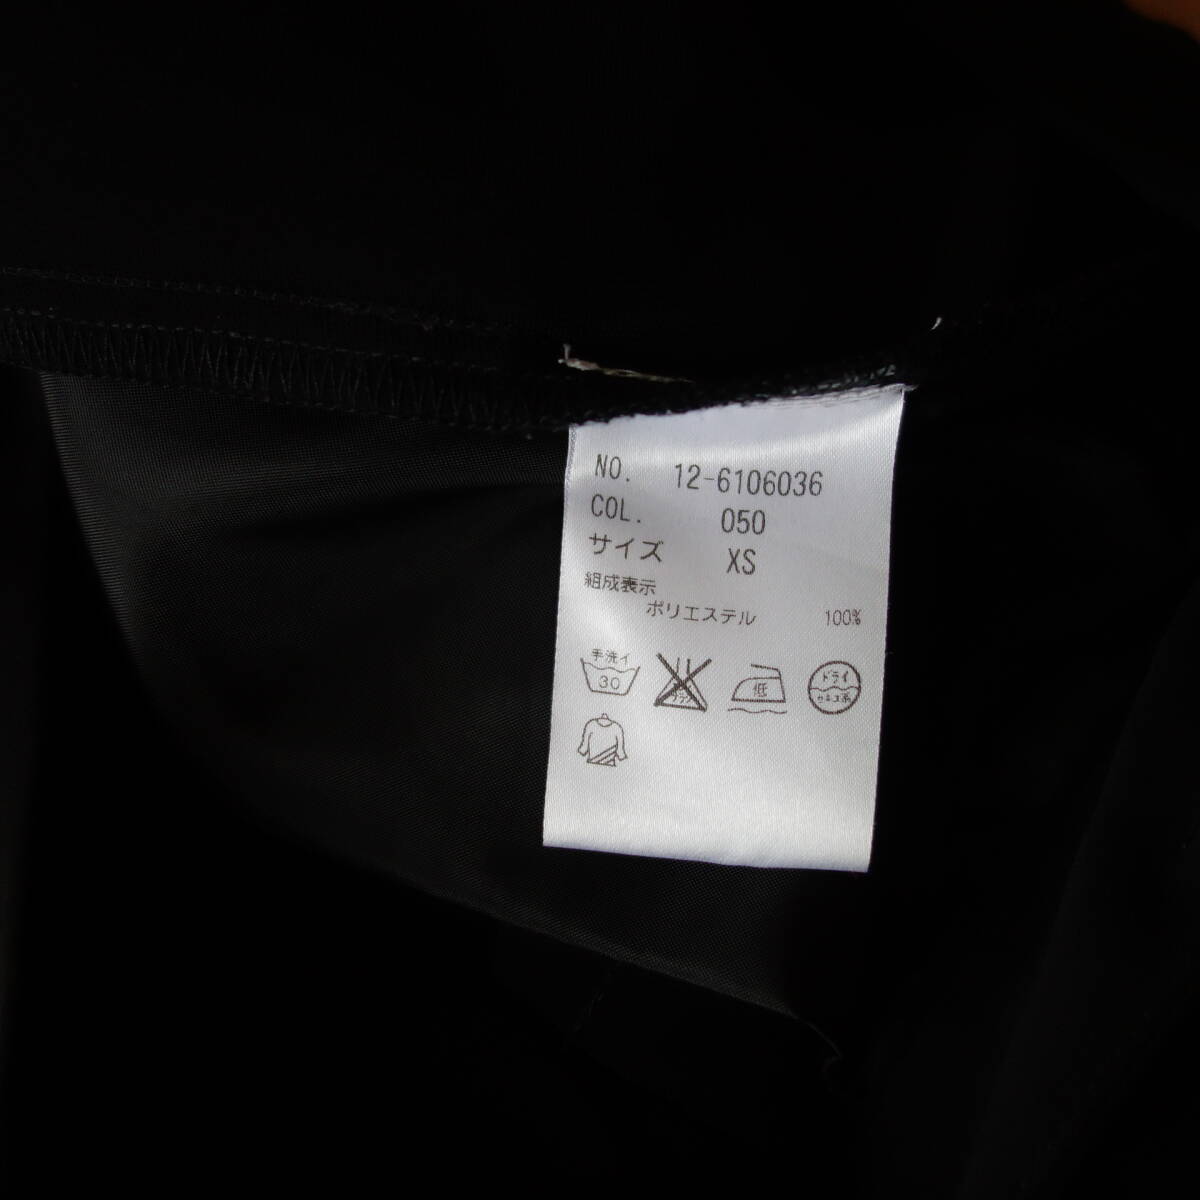 NO. 12-6106036
COL. 050
サイズ XS
組成表示
ポリエステル 100%
手洗イ
30
低
ドライ
セキユ系